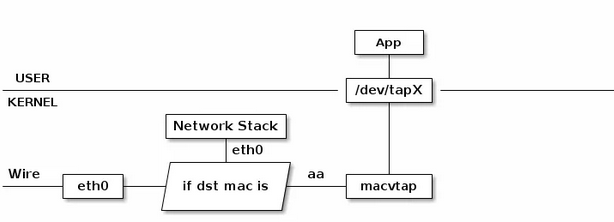 App
USER
/dev/tapX
KERNEL
Network Stack
eth0
Wire
eth0
if dst mac is
aa
macvtap